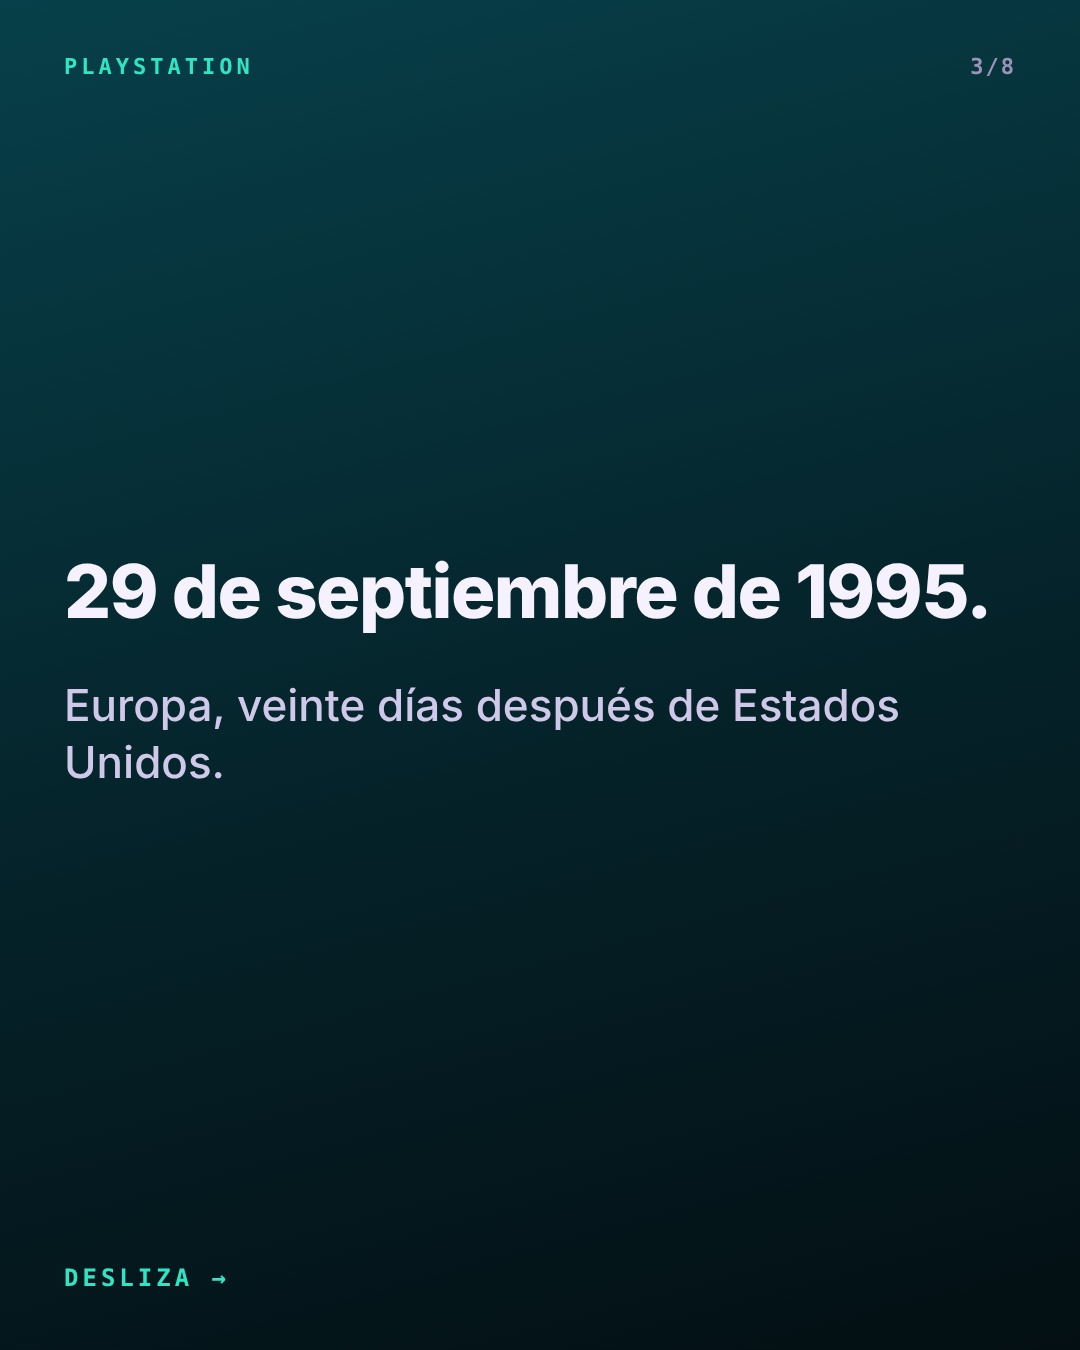 PLAYSTATION
3/8
29 de septiembre de 1995.
Europa, veinte días después de Estados
Unidos.
DESLIZA →